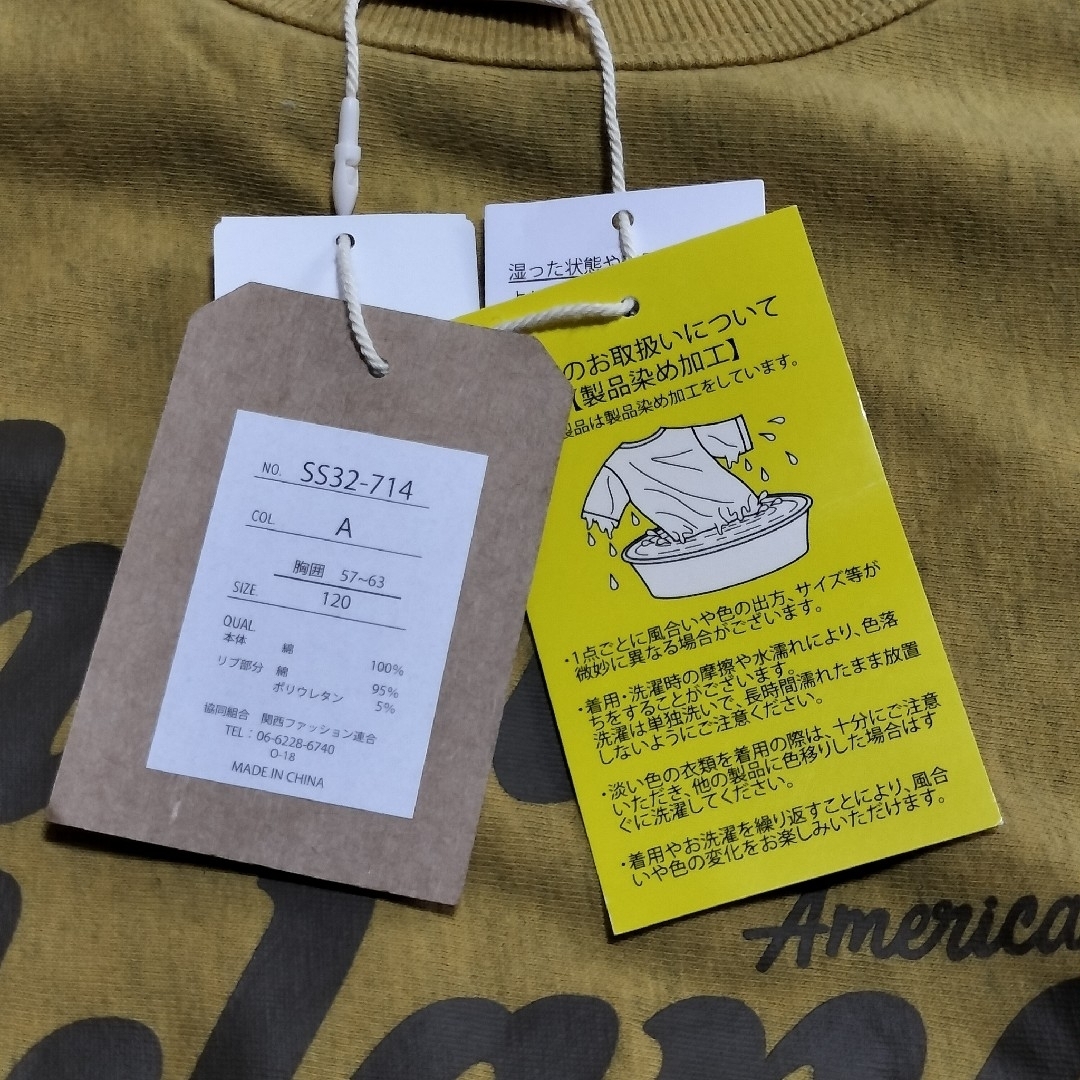 湿った状態や
NO. SS32-714
COL. A
胸囲 57~63
SIZE. 120
QUAL
本体 綿 100%
リブ部分 綿 95%
ポリウレタン 5%
協同組合 関西ファッション連合
TEL：06-6228-6740
O-18
MADE IN CHINA
のお取扱いについて
【製品染め加工】
製品は製品染め加工をしています。
・1点ごとに風合いや色の出方、サイズ等が
微妙に異なる場合がございます。
・着用・洗濯時の摩擦や水濡れにより、色落
ちをすることがございます。
洗濯は単独洗いで、長時間濡れたまま放置
しないようにご注意ください。
・淡い色の衣類を着用の際は、十分にご注意
いただき、他の製品に色移りした場合はす
ぐに洗濯してください。
・着用やお洗濯を繰り返すことにより、風合
いや色の変化をお楽しみいただけます。
America